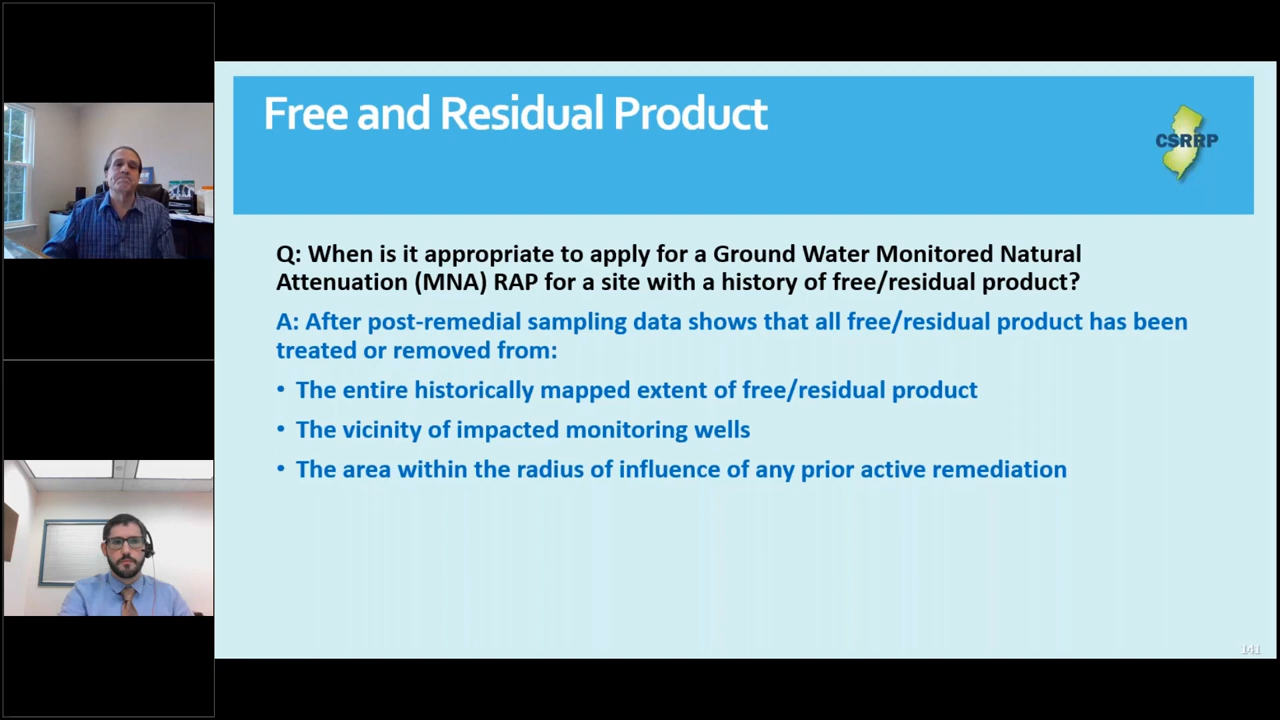 Free and Residual Product
CSRRP
Q: When is it appropriate to apply for a Ground Water Monitored Natural
Attenuation (MNA) RAP for a site with a history of free/residual product?
A: After post-remedial sampling data shows that all free/residual product has been
treated or removed from:
• The entire historically mapped extent of free/residual product
• The vicinity of impacted monitoring wells
• The area within the radius of influence of any prior active remediation
141